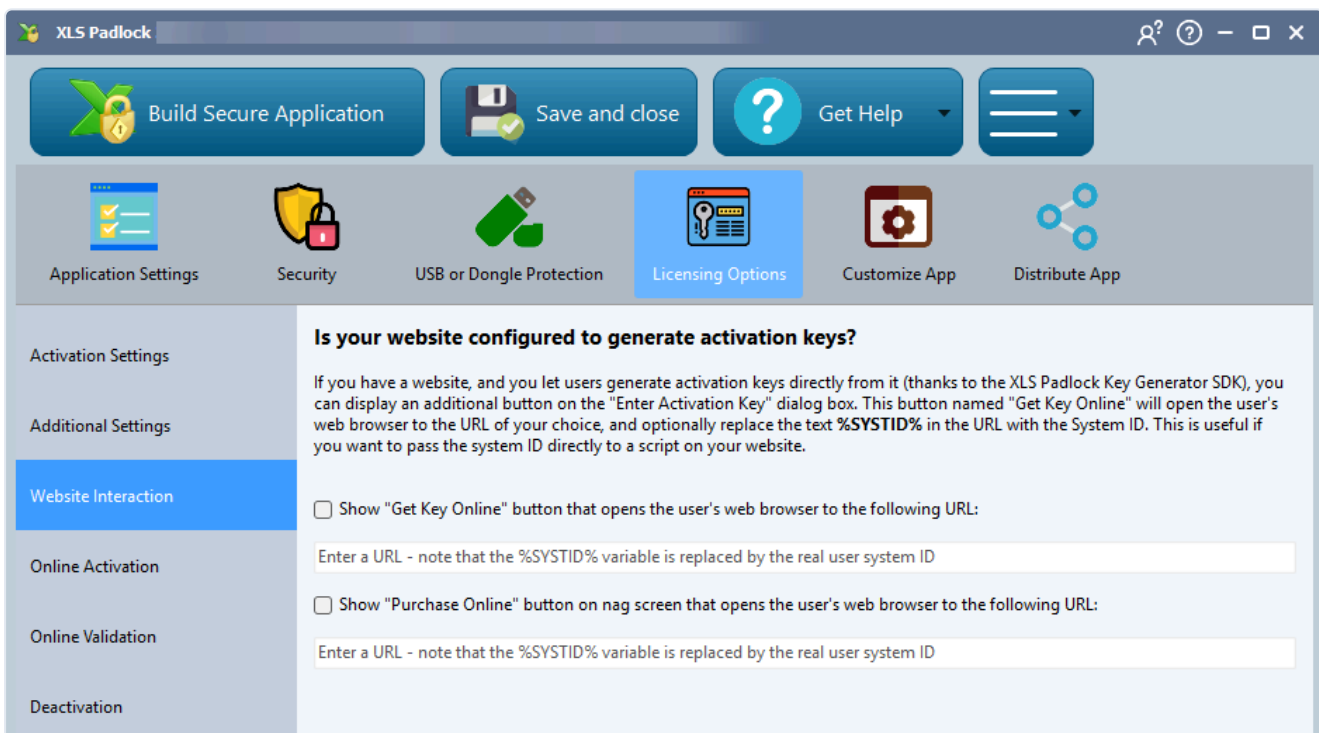 XLS Padlock
Build Secure Application
Save and close
Get Help
Application Settings
Security
USB or Dongle Protection
Licensing Options
Customize App
Distribute App
Activation Settings
Additional Settings
Website Interaction
Online Activation
Online Validation
Deactivation
Is your website configured to generate activation keys?
If you have a website, and you let users generate activation keys directly from it (thanks to the XLS Padlock Key Generator SDK), you
can display an additional button on the "Enter Activation Key" dialog box. This button named "Get Key Online" will open the user's
web browser to the URL of your choice, and optionally replace the text %SYSTID% in the URL with the System ID. This is useful if
you want to pass the system ID directly to a script on your website.
Show "Get Key Online" button that opens the user's web browser to the following URL:
Enter a URL - note that the %SYSTID% variable is replaced by the real user system ID
Show "Purchase Online" button on nag screen that opens the user's web browser to the following URL:
Enter a URL - note that the %SYSTID% variable is replaced by the real user system ID